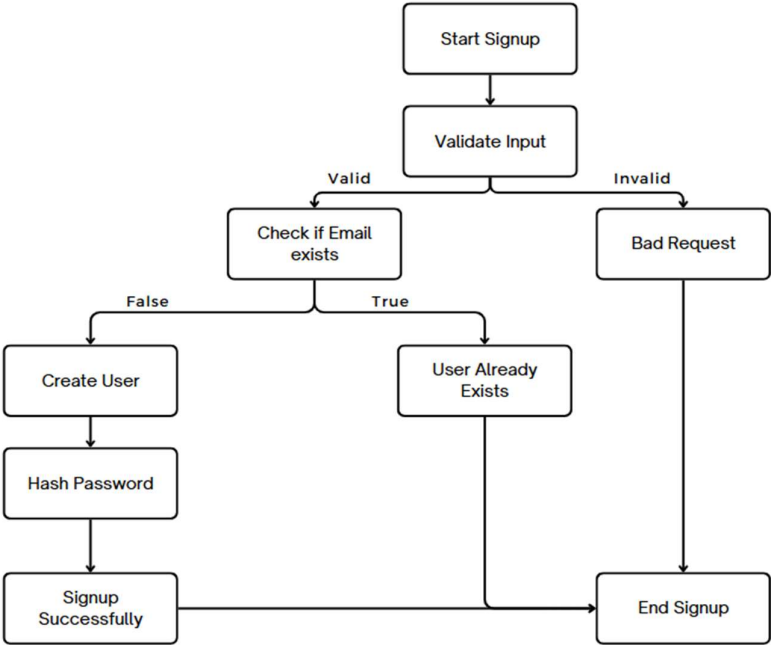 Start Signup
Validate Input
Valid
Invalid
Check if Email
exists
Bad Request
False
True
Create User
User Already
Exists
Hash Password
Signup
Successfully
End Signup